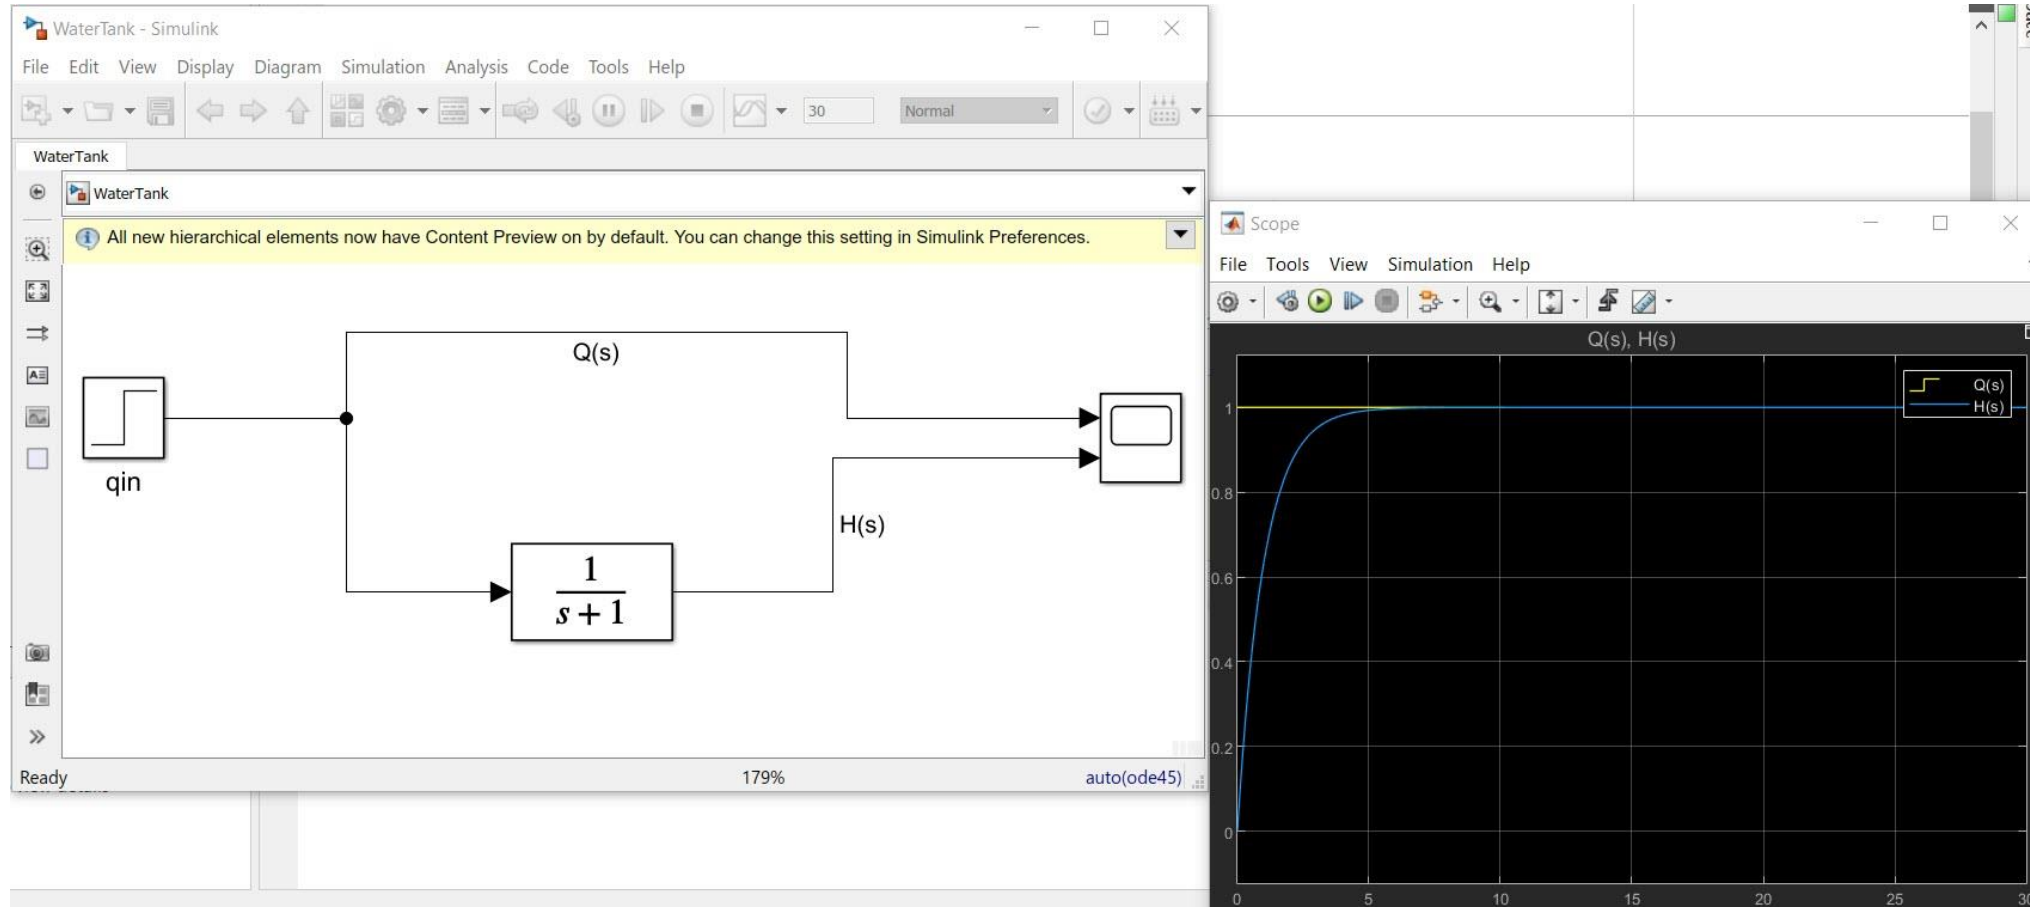 WaterTank - Simulink
File Edit View Display Diagram Simulation Analysis Code Tools Help
30 Normal
WaterTank
WaterTank
All new hierarchical elements now have Content Preview on by default. You can change this setting in Simulink Preferences.
Q(s)
qin
H(s)
1
s + 1
Ready 179% auto(ode45)
Scope
File Tools View Simulation Help
Q(s), H(s)
Q(s)
H(s)
1
0.8
0.6
0.4
0.2
0
0 5 10 15 20 25 30